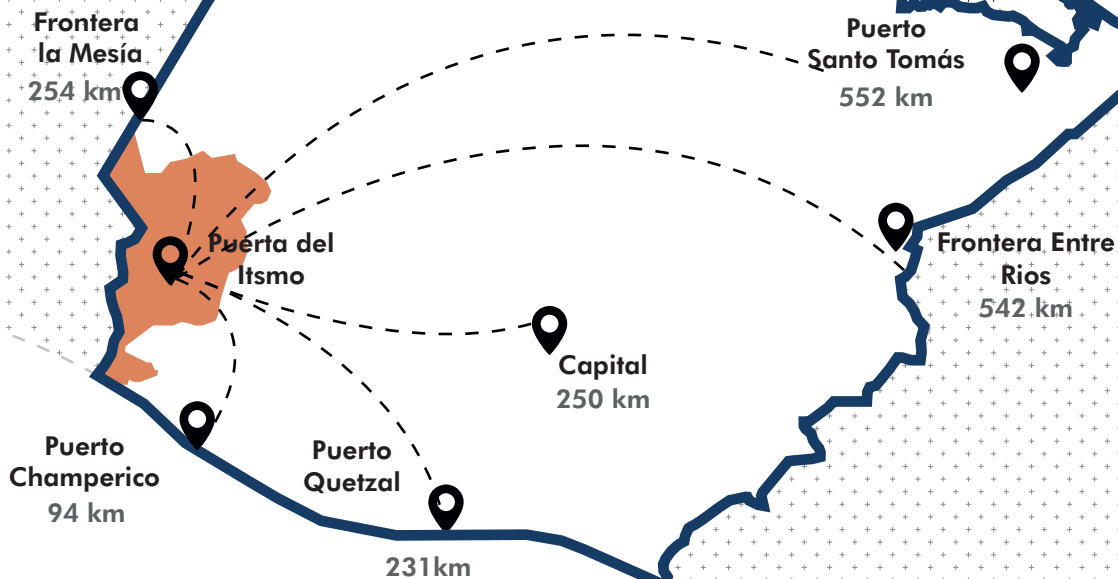 Frontera
la Mesía
254 km
Puerto
Santo Tomás
552 km
Puerta del
Itsmo
Frontera Entre
Rios
542 km
Capital
250 km
Puerto
Champerico
94 km
Puerto
Quetzal
231km